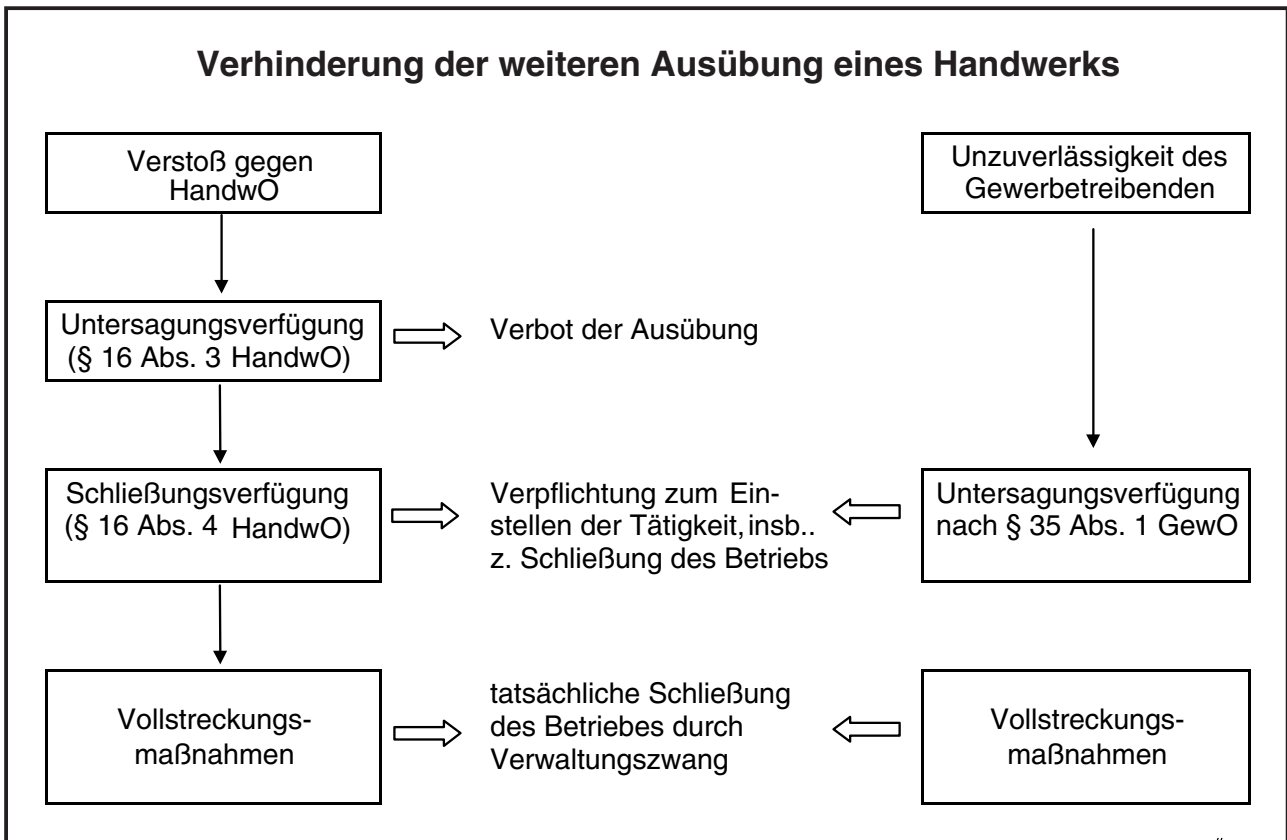 Verhinderung der weiteren Ausübung eines Handwerks
Verstoß gegen
HandwO
Unzuverlässigkeit des
Gewerbetreibenden
Untersagungsverfügung
(§ 16 Abs. 3 HandwO)
Verbot der Ausübung
Schließungsverfügung
(§ 16 Abs. 4 HandwO)
Verpflichtung zum Ein-
stellen der Tätigkeit, insb..
z. Schließung des Betriebs
Untersagungsverfügung
nach § 35 Abs. 1 GewO
Vollstreckungs-
maßnahmen
tatsächliche Schließung
des Betriebes durch
Verwaltungszwang
Vollstreckungs-
maßnahmen